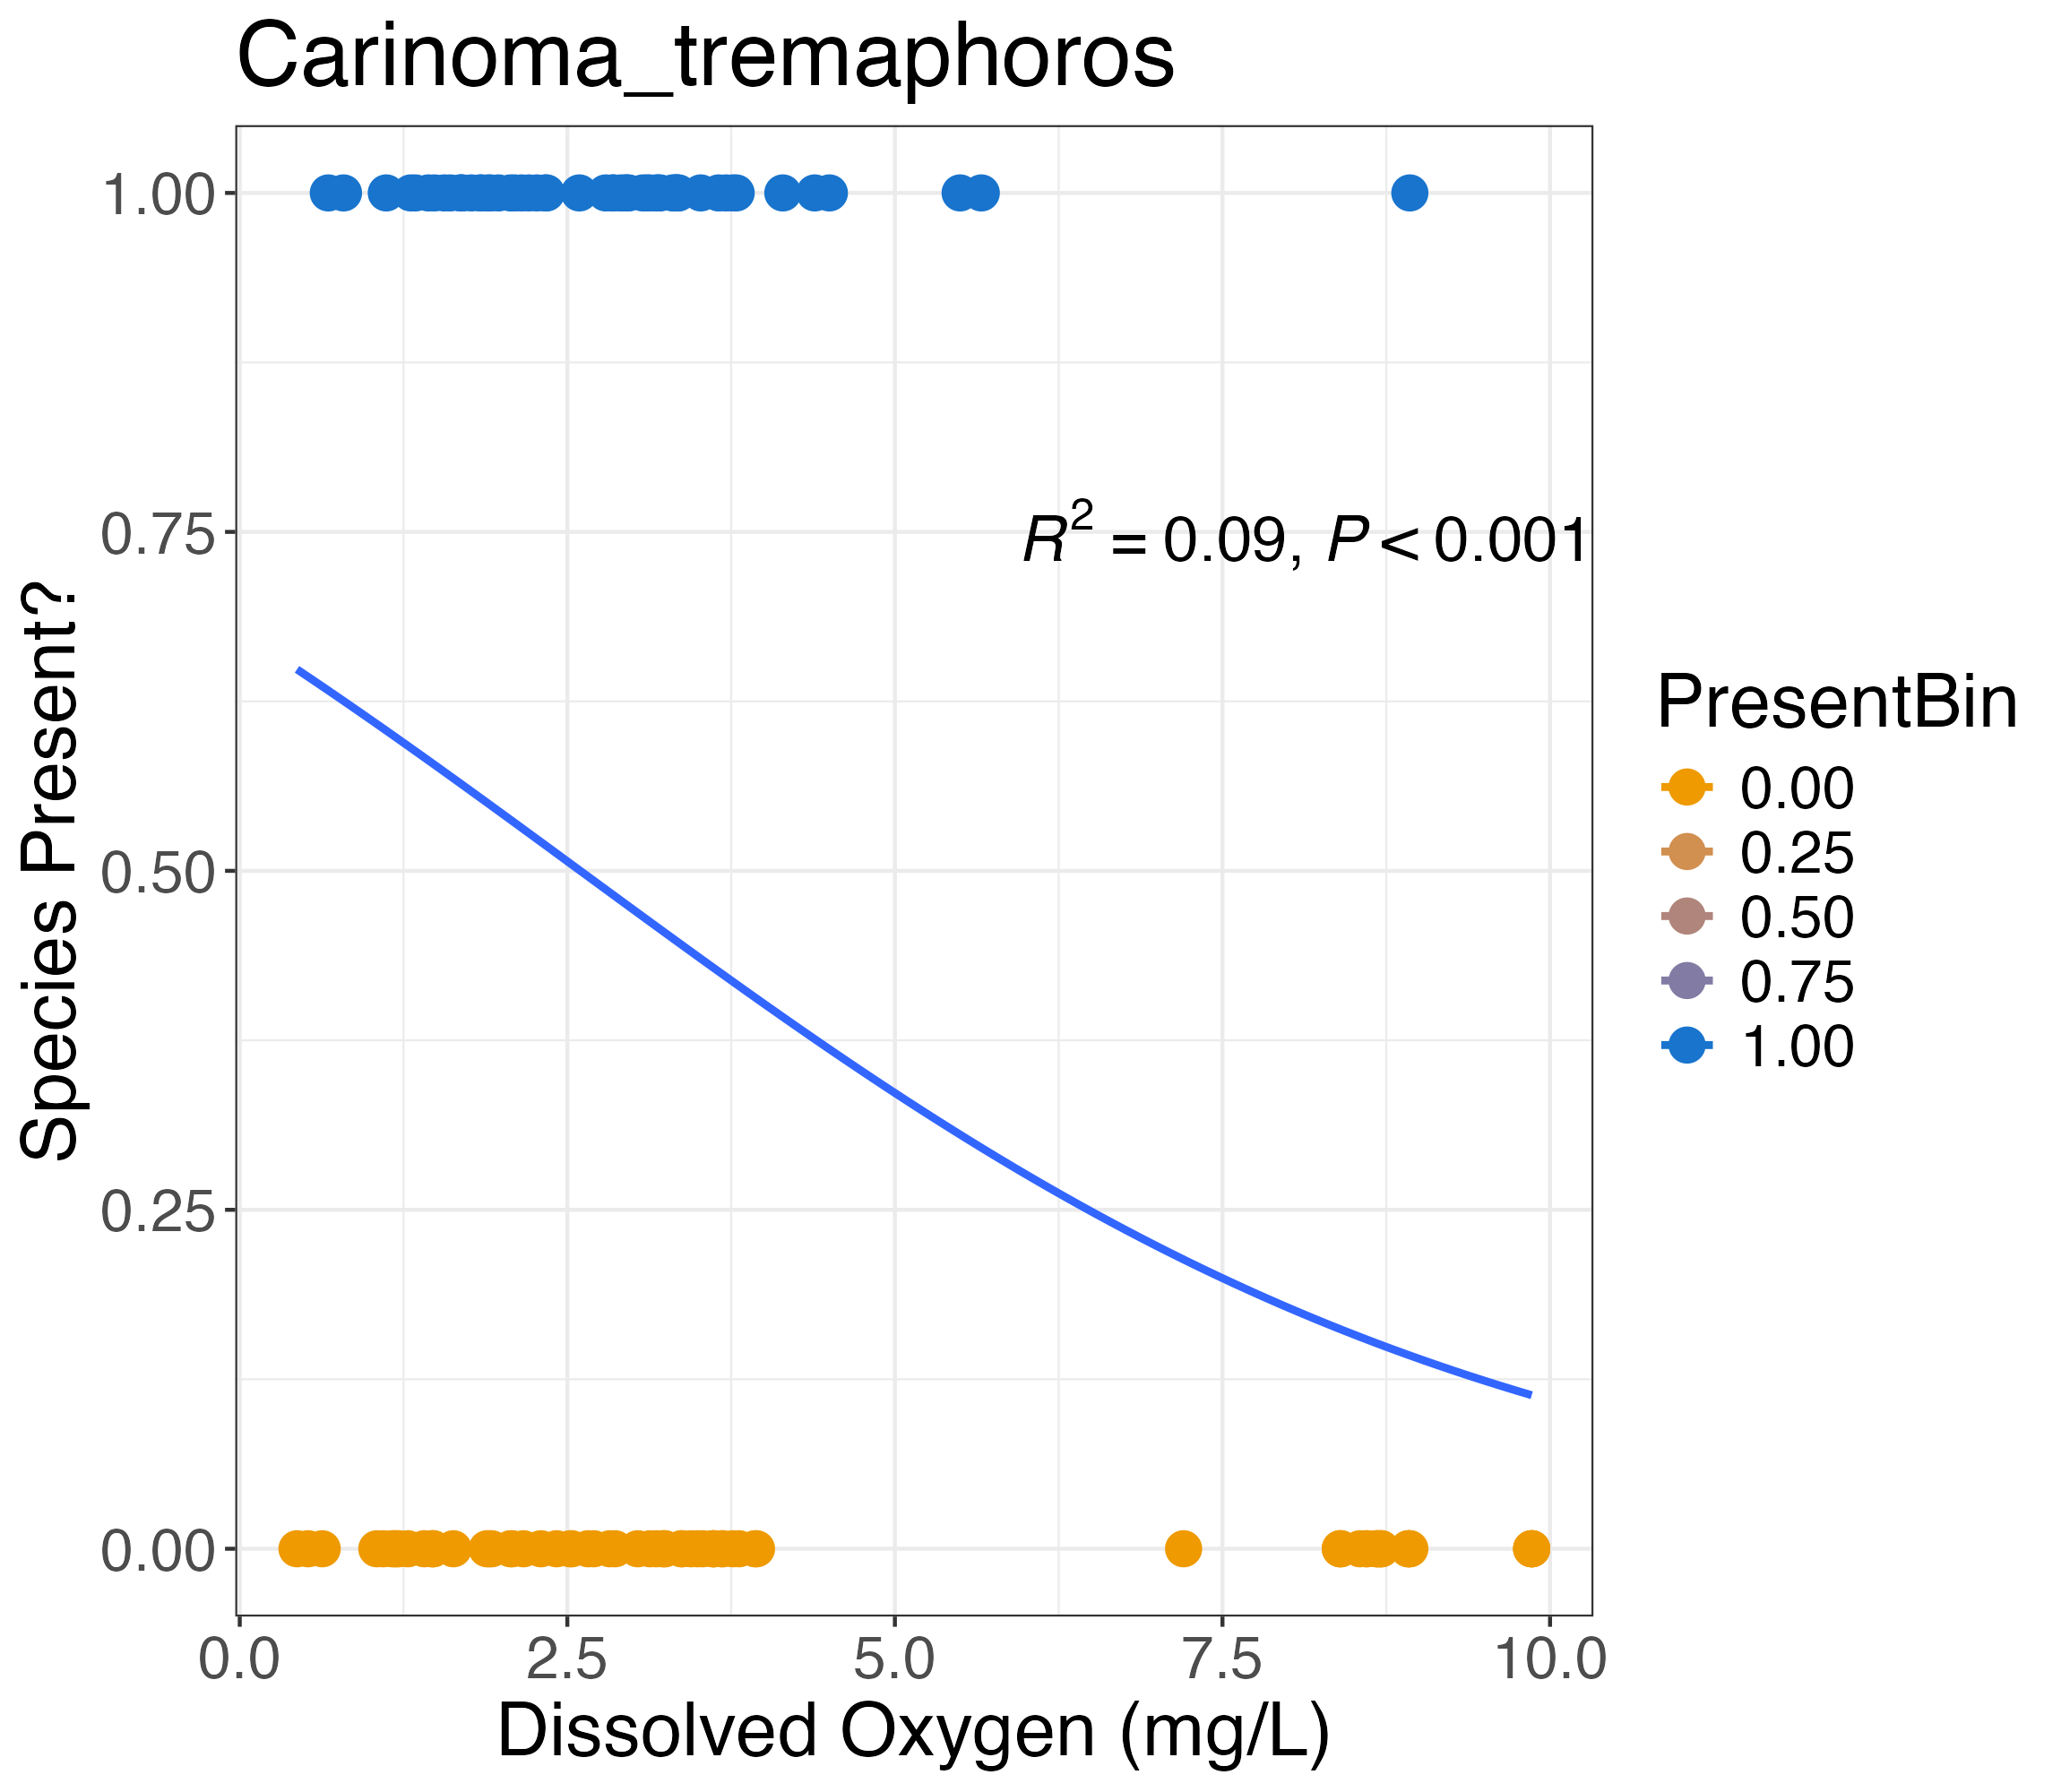 Carinoma_tremaphoros
1.00
0.75
0.50
0.25
0.00
Species Present?
R² = 0.09, P < 0.001
0.0 2.5 5.0 7.5 10.0
Dissolved Oxygen (mg/L)
PresentBin
0.00
0.25
0.50
0.75
1.00